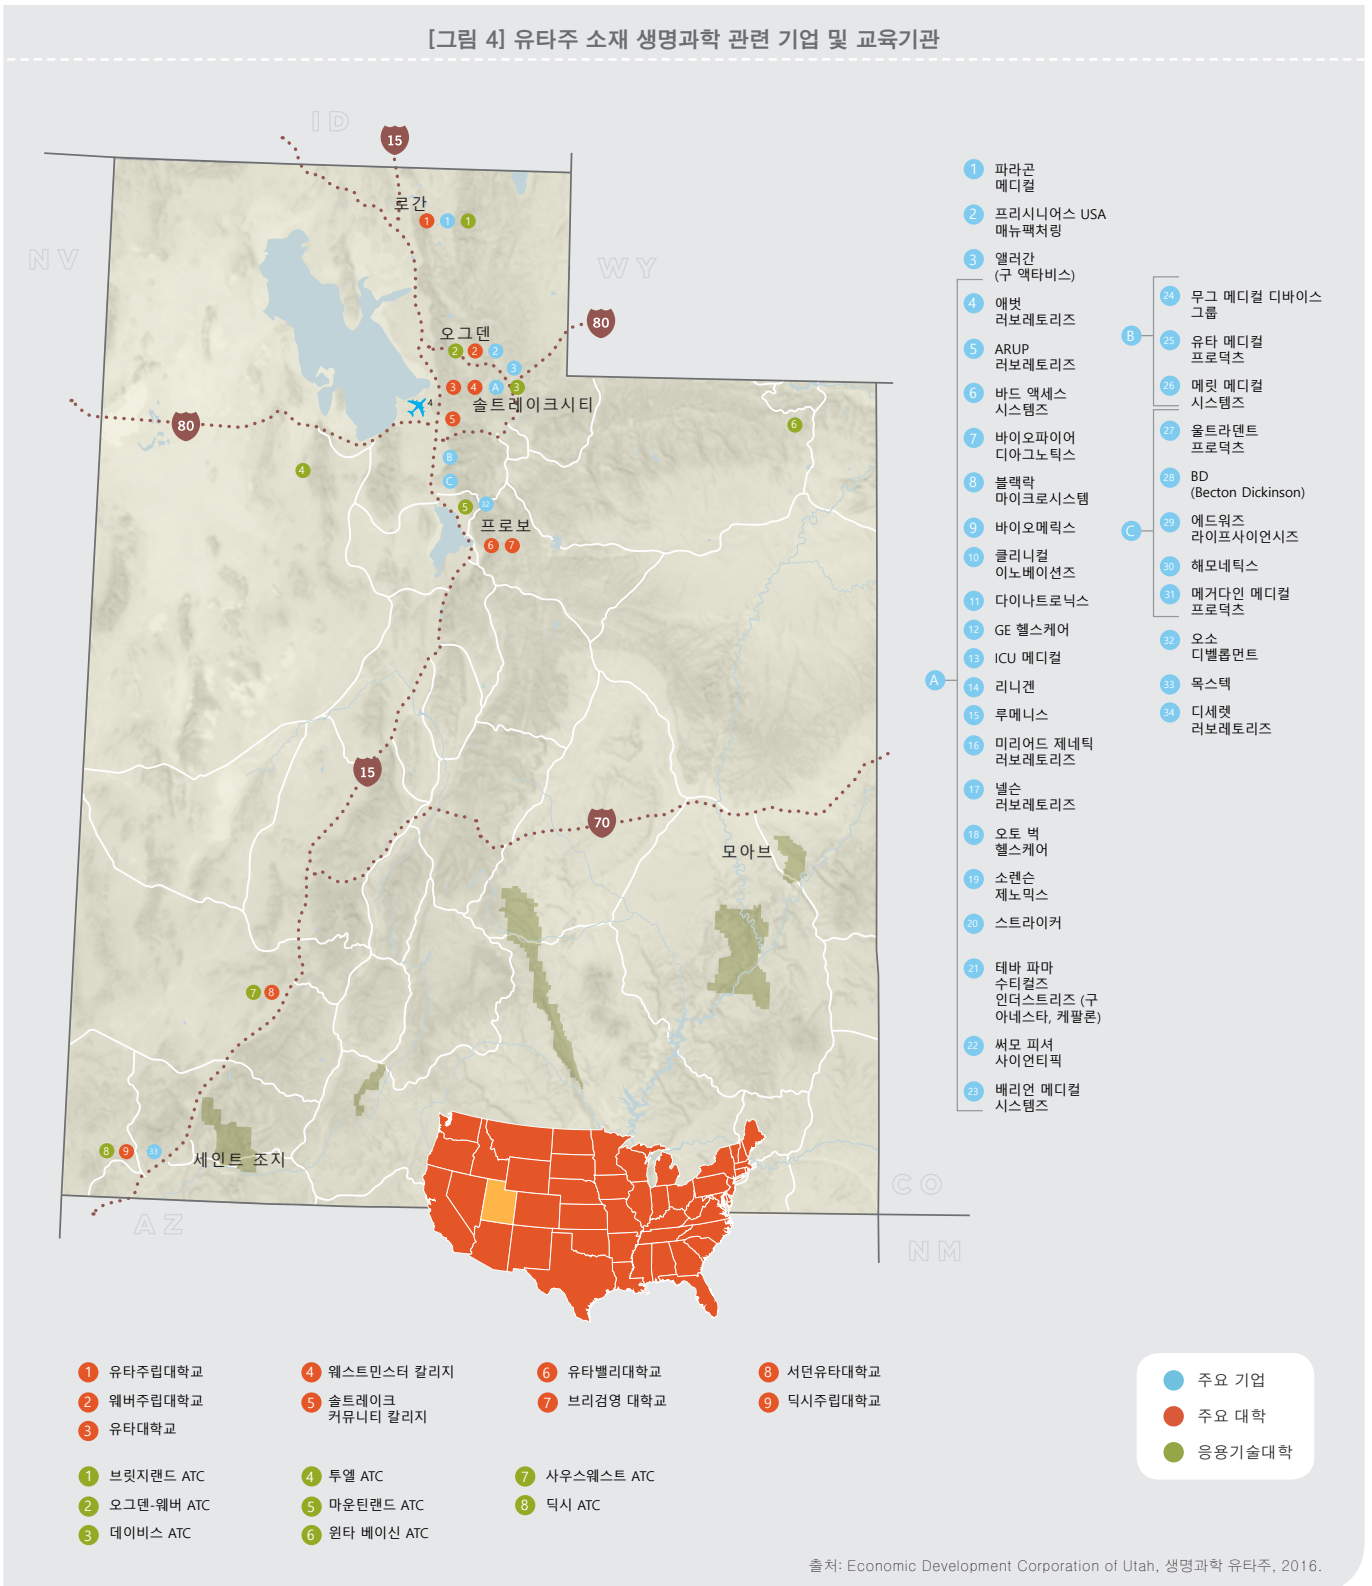 [그림 4] 유타주 소재 생명과학 관련 기업 및 교육기관
ID
15
로간
1 1 1
NV
WY
80
오그덴
2 2 2
3
3 4 A 3
4
솔트레이크시티
80
5
6
B
4
C
5 32
프로보
6 7
15
70
모아브
7 8
8 9 33
세인트 조지
AZ
CO
NM
1 파라곤
메디컬
2 프리시니어스 USA
매뉴팩처링
3 앨러간
(구 액타비스)
A
4 애벗
러보레토리즈
5 ARUP
러보레토리즈
6 바드 액세스
시스템즈
7 바이오파이어
디아그노틱스
8 블랙락
마이크로시스템
9 바이오메릭스
10 클리니컬
이노베이션즈
11 다이나트로닉스
12 GE 헬스케어
13 ICU 메디컬
14 리니겐
15 루메니스
16 미리어드 제네틱
러보레토리즈
17 넬슨
러보레토리즈
18 오토 벅
헬스케어
19 소렌슨
제노믹스
20 스트라이커
21 테바 파마
수티컬즈
인더스트리즈 (구
아네스타, 케팔론)
22 써모 피셔
사이언티픽
23 배리언 메디컬
시스템즈
B
24 무그 메디컬 디바이스
그룹
25 유타 메디컬
프로덕츠
26 메릿 메디컬
시스템즈
C
27 울트라덴트
프로덕츠
28 BD
(Becton Dickinson)
29 에드워즈
라이프사이언시즈
30 해모네틱스
31 메거다인 메디컬
프로덕츠
32 오소
디벨롭먼트
33 목스텍
34 디세렛
러보레토리즈
1 유타주립대학교
2 웨버주립대학교
3 유타대학교
4 웨스트민스터 칼리지
5 솔트레이크
커뮤니티 칼리지
6 유타밸리대학교
7 브리검영 대학교
8 서던유타대학교
9 딕시주립대학교
1 브릿지랜드 ATC
2 오그덴-웨버 ATC
3 데이비스 ATC
4 투엘 ATC
5 마운틴랜드 ATC
6 윈타 베이신 ATC
7 사우스웨스트 ATC
8 딕시 ATC
주요 기업
주요 대학
응용기술대학
출처: Economic Development Corporation of Utah, 생명과학 유타주, 2016.